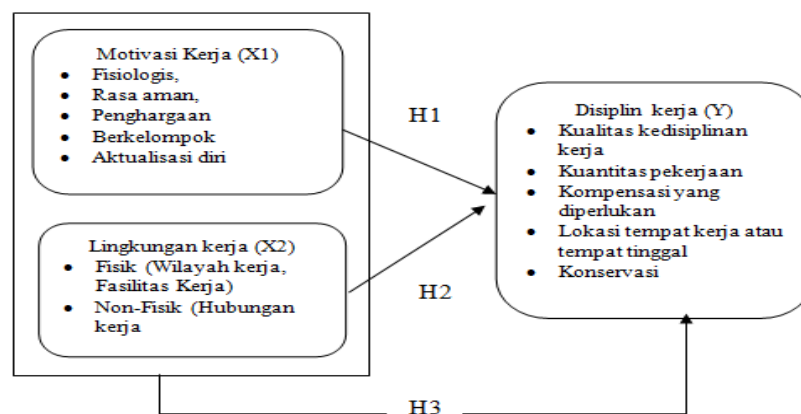 Motivasi Kerja (X1)
• Fisiologis,
• Rasa aman,
• Penghargaan
• Berkelompok
• Aktualisasi diri
H1
Lingkungan kerja (X2)
• Fisik (Wilayah kerja,
Fasilitas Kerja)
• Non-Fisik (Hubungan
kerja
H2
Disiplin kerja (Y)
• Kualitas kedisiplinan
kerja
• Kuantitas pekerjaan
• Kompensasi yang
diperlukan
• Lokasi tempat kerja atau
tempat tinggal
• Konservasi
H3